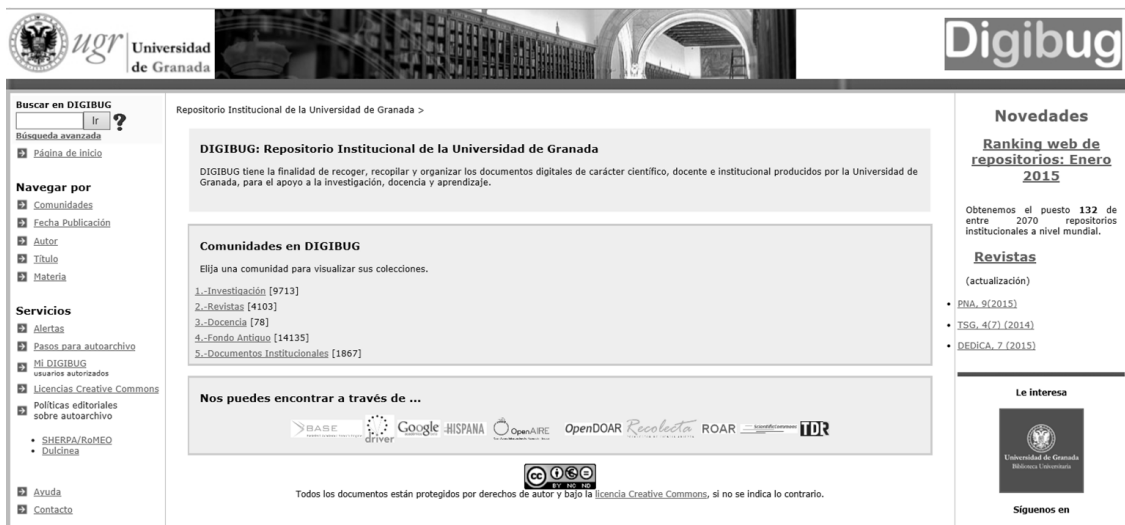 ugr
Universidad
de Granada
Digibug
Buscar en DIGIBUG
Ir ?
Búsqueda avanzada
Página de inicio
Navegar por
Comunidades
Fecha Publicación
Autor
Título
Materia
Servicios
Alertas
Pasos para autoarchivo
Mi DIGIBUG
usuarios autorizados
Licencias Creative Commons
Políticas editoriales
sobre autoarchivo
SHERPA/RoMEO
Dulcinea
Ayuda
Contacto
Repositorio Institucional de la Universidad de Granada >
DIGIBUG: Repositorio Institucional de la Universidad de Granada
DIGIBUG tiene la finalidad de recoger, recopilar y organizar los documentos digitales de carácter científico, docente e institucional producidos por la Universidad de
Granada, para el apoyo a la investigación, docencia y aprendizaje.
Comunidades en DIGIBUG
Elija una comunidad para visualizar sus colecciones.
1.-Investigación [9713]
2.-Revistas [4103]
3.-Docencia [78]
4.-Fondo Antiguo [14135]
5.-Documentos Institucionales [1867]
Nos puedes encontrar a través de ...
BASE driver Google HISPANA OpenAIRE OpenDOAR Recolecta ROAR ScientificCommons TDR
cc BY NC ND
Todos los documentos están protegidos por derechos de autor y bajo la licencia Creative Commons, si no se indica lo contrario.
Novedades
Ranking web de
repositorios: Enero
2015
Obtenemos el puesto 132 de
entre 2070 repositorios
institucionales a nivel mundial.
Revistas
(actualización)
PNA, 9(2015)
TSG, 4(7) (2014)
DEDiCA, 7 (2015)
Le interesa
Universidad de Granada
Biblioteca Universitaria
Síguenos en